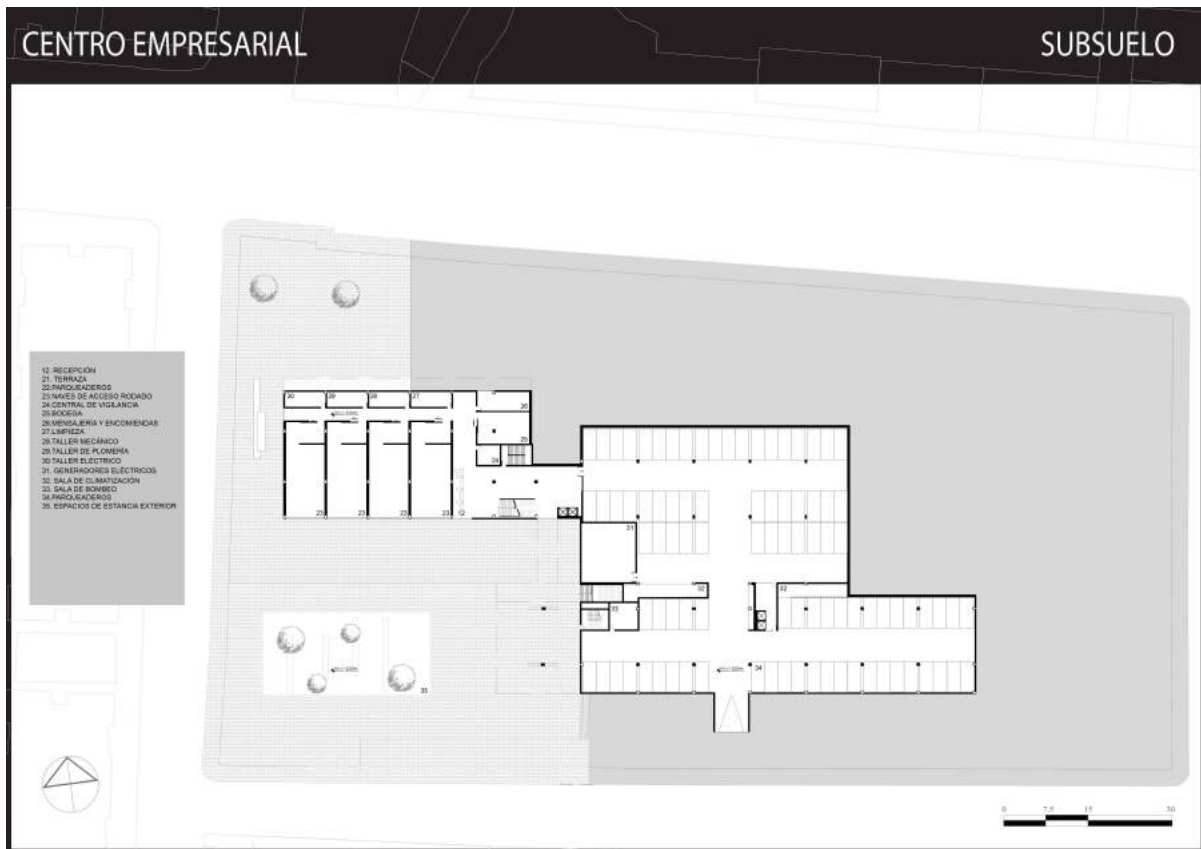 CENTRO EMPRESARIAL
SUBSUELO
12. RECEPCIÓN
21. TERRAZA
22.PARQUEADEROS
23.NAVES DE ACCESO RODADO
24.CENTRAL DE VIGILANCIA
25.BODEGA
26.MENSAJERÍA Y ENCOMIENDAS
27.LIMPIEZA
28.TALLER MECÁNICO
29.TALLER DE PLOMERÍA
30.TALLER ELÉCTRICO
31. GENERADORES ELÉCTRICOS
32. SALA DE CLIMATIZACIÓN
33. SALA DE BOMBEO
34.PARQUEADEROS
35. ESPACIOS DE ESTANCIA EXTERIOR
30 29 28 27
26
25
24
23 23 23 23 12
31
32 32
33
34
35
0 7.5 15 30